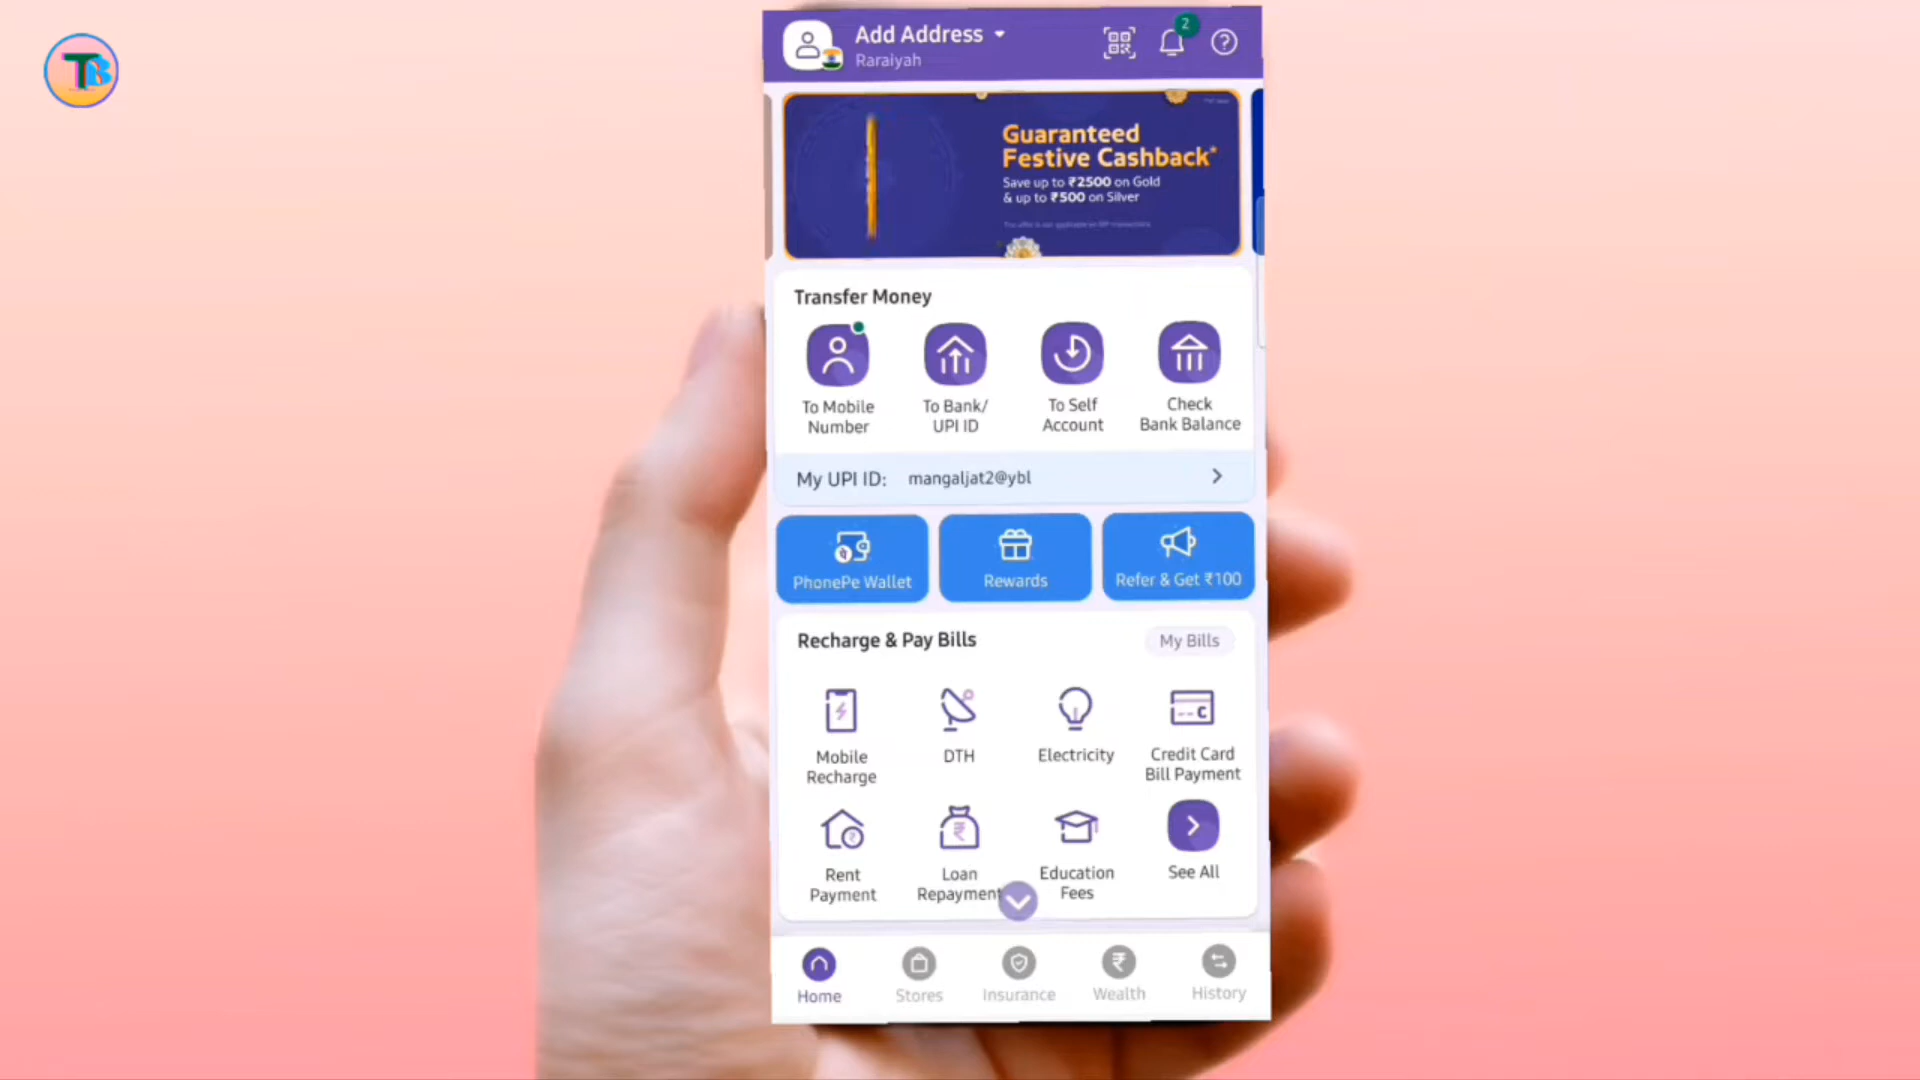 TB
Add Address
Raraiyah
2
Guaranteed
Festive Cashback*
Save up to ₹2500 on Gold
& up to ₹500 on Silver
Transfer Money
To Mobile
Number
To Bank/
UPI ID
To Self
Account
Check
Bank Balance
My UPI ID: mangaljat2@ybl
PhonePe Wallet
Rewards
Refer & Get ₹100
Recharge & Pay Bills
My Bills
Mobile
Recharge
DTH
Electricity
Credit Card
Bill Payment
Rent
Payment
Loan
Repayment
Education
Fees
See All
Home
Stores
Insurance
Wealth
History